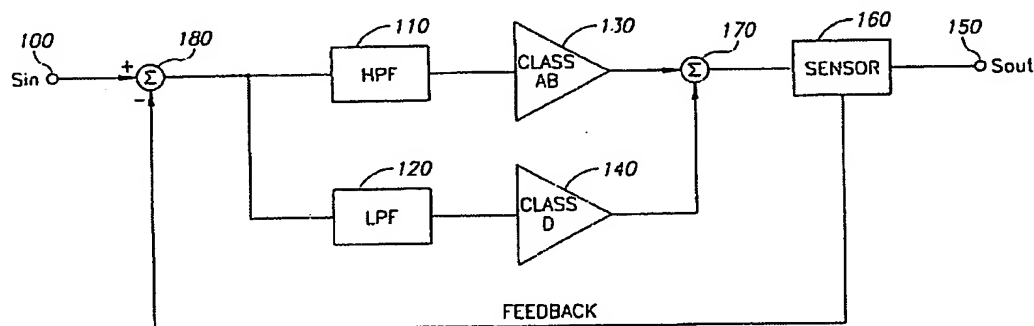 100
180
110
130
170
160
150
Sin
+
Σ
-
HPF
CLASS
AB
Σ
SENSOR
Sout
120
140
LPF
CLASS
D
FEEDBACK